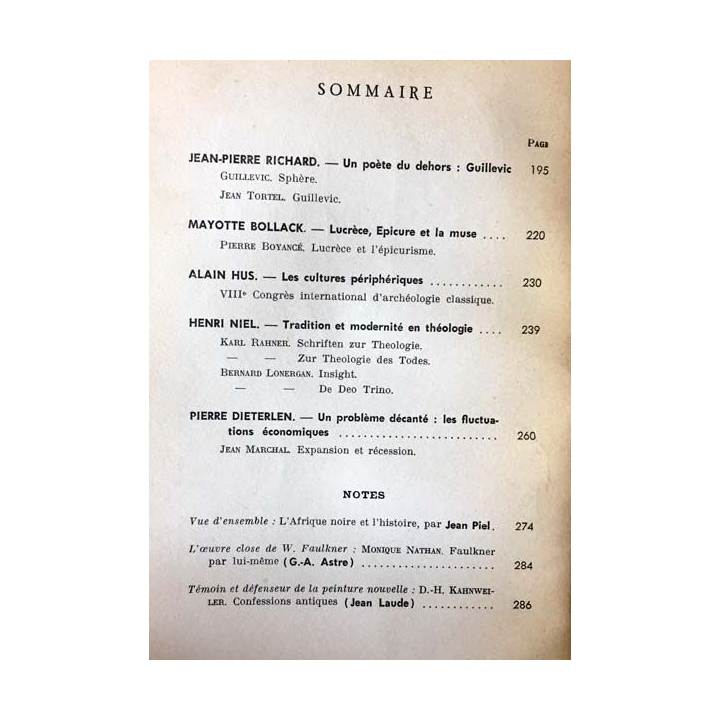 SOMMAIRE
PAGE
JEAN-PIERRE RICHARD. — Un poète du dehors : Guillevic 195
GUILLEVIC. Sphère.
JEAN TORTEL. Guillevic.
MAYOTTE BOLLACK. — Lucrèce, Epicure et la muse .... 220
PIERRE BOYANCÉ. Lucrèce et l'épicurisme.
ALAIN HUS. — Les cultures périphériques ............ 230
VIIIe Congrès international d'archéologie classique.
HENRI NIEL. — Tradition et modernité en théologie .... 239
KARL RAHNER. Schriften zur Theologie.
— — Zur Theologie des Todes.
BERNARD LONERGAN. Insight.
— — De Deo Trino.
PIERRE DIETERLEN. — Un problème décanté : les fluctua-
tions économiques .......................... 260
JEAN MARCHAL. Expansion et récession.
NOTES
Vue d'ensemble : L'Afrique noire et l'histoire, par Jean Piel. 274
L'œuvre close de W. Faulkner : MONIQUE NATHAN. Faulkner
par lui-même (G.-A. Astre) ...................... 284
Témoin et défenseur de la peinture nouvelle : D.-H. KAHNWEI-
LER. Confessions antiques (Jean Laude) ............ 286